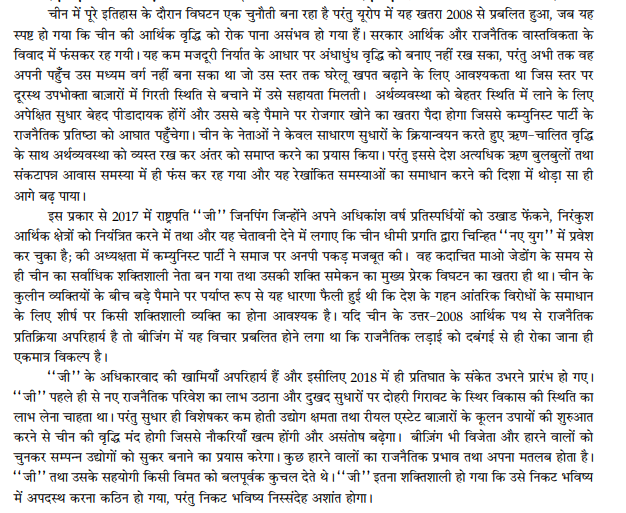 चीन में पूरे इतिहास के दौरान विघटन एक चुनौती बना रहा है परंतु यूरोप में यह खतरा 2008 से प्रबलित हुआ, जब यह
स्पष्ट हो गया कि चीन की आर्थिक वृद्धि को रोक पाना असंभव हो गया हैं। सरकार आर्थिक और राजनैतिक वास्तविकता के
विवाद में फंसकर रह गयी। यह कम मजदूरी निर्यात के आधार पर अंधाधुंध वृद्धि को बनाए नहीं रख सका, परंतु अभी तक वह
अपनी पहुँच उस मध्यम वर्ग नहीं बना सका था जो उस स्तर तक घरेलू खपत बढ़ाने के लिए आवश्यकता था जिस स्तर पर
दूरस्थ उपभोक्ता बाज़ारों में गिरती स्थिति से बचाने में उसे सहायता मिलती। अर्थव्यवस्था को बेहतर स्थिति में लाने के लिए
अपेक्षित सुधार बेहद पीडादायक होंगें और उससे बड़े पैमाने पर रोजगार खोने का खतरा पैदा होगा जिससे कम्युनिस्ट पार्टी के
राजनैतिक प्रतिष्ठा को आघात पहुँचेगा। चीन के नेताओं ने केवल साधारण सुधारों के क्रियान्वयन करते हुए ऋण-चालित वृद्धि
के साथ अर्थव्यवस्था को व्यस्त रख कर अंतर को समाप्त करने का प्रयास किया। परंतु इससे देश अत्यधिक ऋण बुलबुलों तथा
संकटापन्न आवास समस्या में ही फंस कर रह गया और यह रेखांकित समस्याओं का समाधान करने की दिशा में थोड़ा सा ही
आगे बढ़ पाया।
इस प्रकार से 2017 में राष्ट्रपति ‘‘जी’’ जिनपिंग जिन्होंने अपने अधिकांश वर्ष प्रतिस्पर्धियों को उखाड फेंकने, निरंकुश
आर्थिक क्षेत्रों को नियंत्रित करने में तथा और यह चेतावनी देने में लगाए कि चीन धीमी प्रगति द्वारा चिन्हित ‘‘नए युग’’ में प्रवेश
कर चुका है; की अध्यक्षता में कम्युनिस्ट पार्टी ने समाज पर अनपी पकड़ मजबूत की। वह कदाचित माओ जेडोंग के समय से
ही चीन का सर्वाधिक शक्तिशाली नेता बन गया तथा उसकी शक्ति समेकन का मुख्य प्रेरक विघटन का खतरा ही था। चीन के
कुलीन व्यक्तियों के बीच बड़े पैमाने पर पर्याप्त रूप से यह धारणा फैली हुई थी कि देश के गहन आंतरिक विरोधों के समाधान
के लिए शीर्ष पर किसी शक्तिशाली व्यक्ति का होना आवश्यक है। यदि चीन के उत्तर-2008 आर्थिक पथ से राजनैतिक
प्रतिक्रिया अपरिहार्य है तो बीजिंग में यह विचार प्रबलित होने लगा था कि राजनैतिक लड़ाई को दबंगई से ही रोका जाना ही
एकमात्र विकल्प है।
‘‘जी’’ के अधिकारवाद की खामियाँ अपरिहार्य हैं और इसीलिए 2018 में ही प्रतिघात के संकेत उभरने प्रारंभ हो गए।
‘‘जी’’ पहले ही से नए राजनैतिक परिवेश का लाभ उठाना और दुखद सुधारों पर दोहरी गिरावट के स्थिर विकास की स्थिति का
लाभ लेना चाहता था। परंतु सुधार ही विशेषकर कम होती उद्योग क्षमता तथा रीयल एस्टेट बाज़ारों के कूलन उपायों की शुरुआत
करने से चीन की वृद्धि मंद होगी जिससे नौकरियाँ खत्म होंगी और असंतोष बढ़ेगा। बीज़िंग भी विजेता और हारने वालों को
चुनकर सम्पन्न उद्योगों को सुकर बनाने का प्रयास करेगा। कुछ हारने वालों का राजनैतिक प्रभाव तथा अपना मतलब होता है।
‘‘जी’’ तथा उसके सहयोगी किसी विमत को बलपूर्वक कुचल देते थे। ‘‘जी’’ इतना शक्तिशाली हो गया कि उसे निकट भविष्य
में अपदस्थ करना कठिन हो गया, परंतु निकट भविष्य निस्संदेह अशांत होगा।